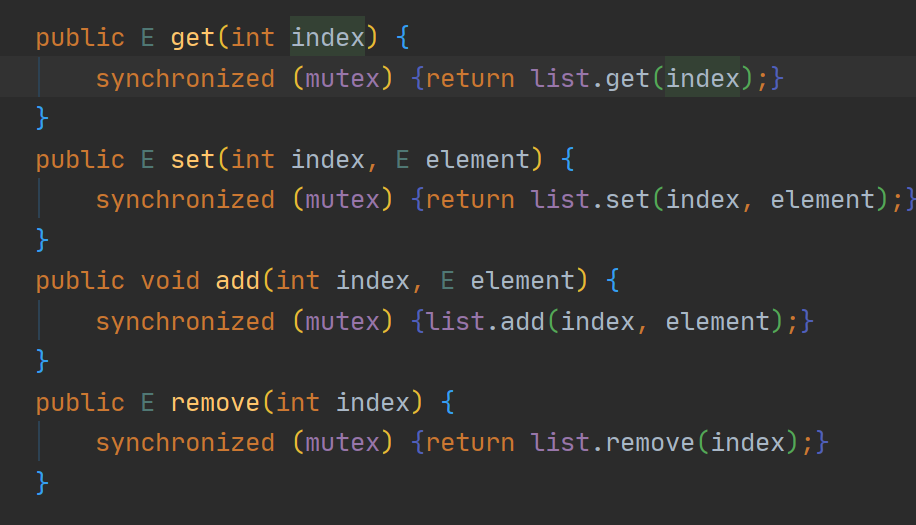 public E get(int index) {
    synchronized (mutex) {return list.get(index);}
}
public E set(int index, E element) {
    synchronized (mutex) {return list.set(index, element);}
}
public void add(int index, E element) {
    synchronized (mutex) {list.add(index, element);}
}
public E remove(int index) {
    synchronized (mutex) {return list.remove(index);}
}